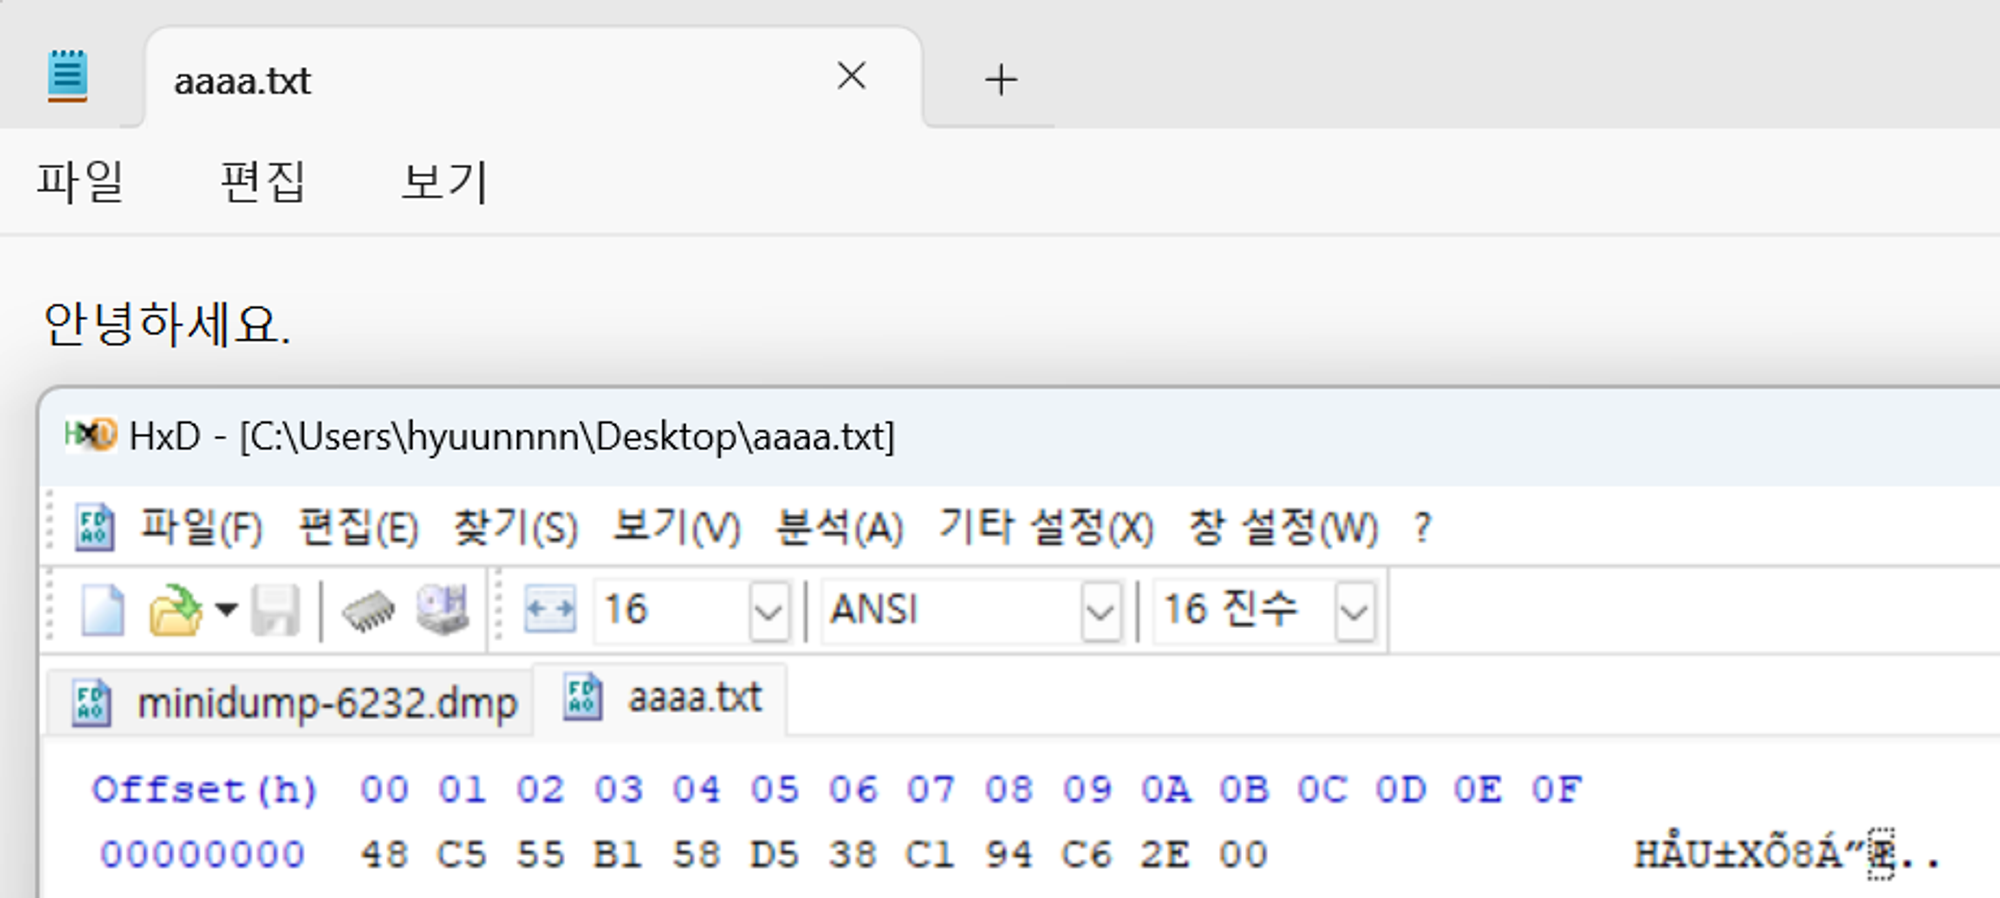 aaaa.txt
파일 편집 보기
안녕하세요.
HxD - [C:\Users\hyuunnnn\Desktop\aaaa.txt]
파일(F) 편집(E) 찾기(S) 보기(V) 분석(A) 기타 설정(X) 창 설정(W) ?
16 ANSI 16 진수
minidump-6232.dmp aaaa.txt
Offset(h) 00 01 02 03 04 05 06 07 08 09 0A 0B 0C 0D 0E 0F
00000000 48 C5 55 B1 58 D5 38 C1 94 C6 2E 00 HÅU±XÕ8Á”Æ..